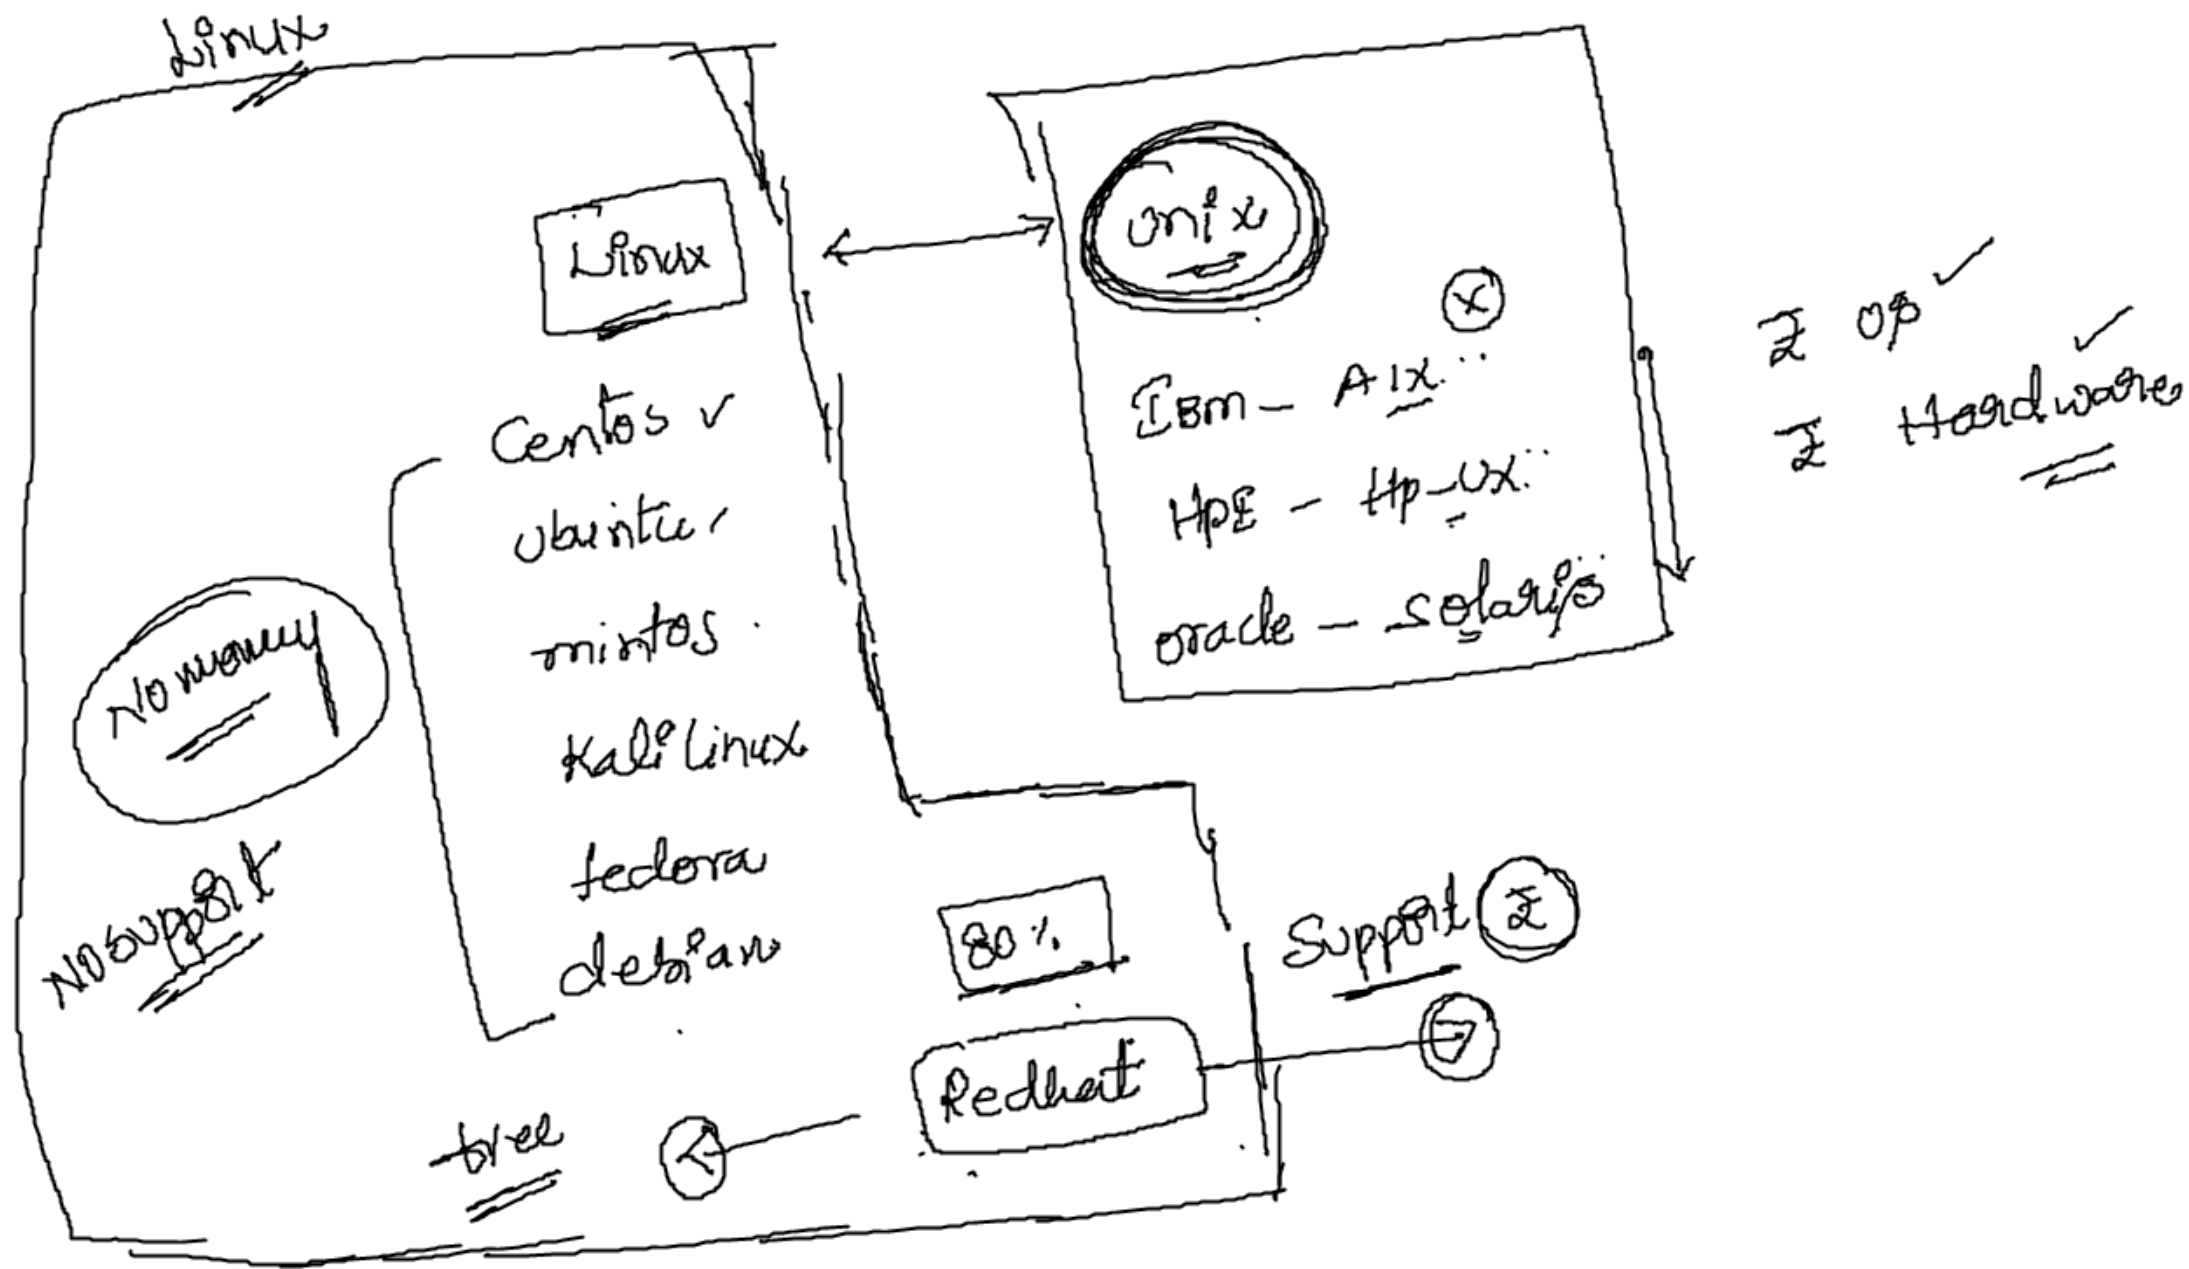 Linux
Linux
Centos ✓
Ubuntu
mintos
Kali Linux
fedora
debian
No money
No support
free
80%
Redhat
Support ₹
Unix
X
IBM - AIX
HPE - Hp-UX
oracle - Solaris
₹ OS ✓
₹ Hardware ✓